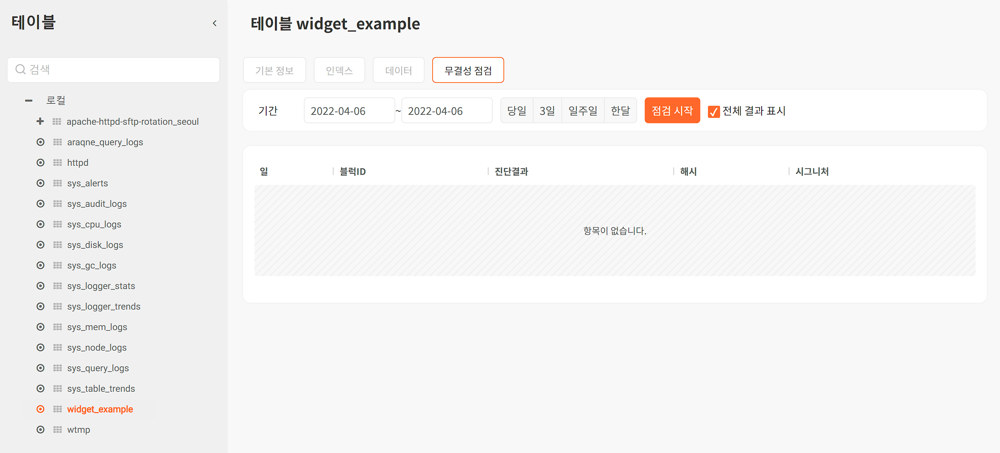 테이블
검색
로컬
apache-httpd-sftp-rotation_seoul
araqne_query_logs
httpd
sys_alerts
sys_audit_logs
sys_cpu_logs
sys_disk_logs
sys_gc_logs
sys_logger_stats
sys_logger_trends
sys_mem_logs
sys_node_logs
sys_query_logs
sys_table_trends
widget_example
wtmp
테이블 widget_example
기본 정보 인덱스 데이터 무결성 점검
기간 2022-04-06 ~ 2022-04-06 당일 3일 일주일 한달 점검 시작 전체 결과 표시
일 블럭ID 진단결과 해시 시그니처
항목이 없습니다.